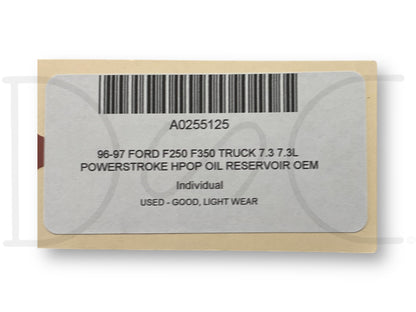 A0255125
96-97 FORD F250 F350 TRUCK 7.3 7.3L
POWERSTROKE HPOP OIL RESERVOIR OEM
Individual
USED - GOOD, LIGHT WEAR